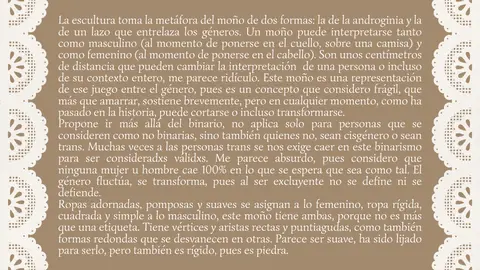 La escultura toma la metáfora del moño de dos formas: la de la androginia y la
de un lazo que entrelaza los géneros. Un moño puede interpretarse tanto
como masculino (al momento de ponerse en el cuello, sobre una camisa) y
como femenino (al momento de ponerse en el cabello). Son unos centímetros
de distancia que pueden cambiar la interpretación de una persona o incluso
de su contexto entero, me parece ridículo. Este moño es una representación
de ese juego entre el género, pues es un concepto que considero frágil, que
más que amarrar, sostiene brevemente, pero en cualquier momento, como ha
pasado en la historia, puede cortarse o incluso transformarse.
Propone ir más allá del binario, no aplica solo para personas que se
consideren como no binarias, sino también quienes no, sean cisgénero o sean
trans. Muchas veces a las personas trans se nos exige caer en este binarismo
para ser consideradxs válidxs. Me parece absurdo, pues considero que
ninguna mujer u hombre cae 100% en lo que se espera que sea como tal. El
género fluctúa, se transforma, pues al ser excluyente no se define ni se
defiende.
Ropas adornadas, pomposas y suaves se asignan a lo femenino, ropa rígida,
cuadrada y simple a lo masculino, este moño tiene ambas, porque no es más
que una etiqueta. Tiene vértices y aristas rectas y puntiagudas, como también
formas redondas que se desvanecen en otras. Parece ser suave, ha sido lijado
para serlo, pero también es rígido, pues es piedra.